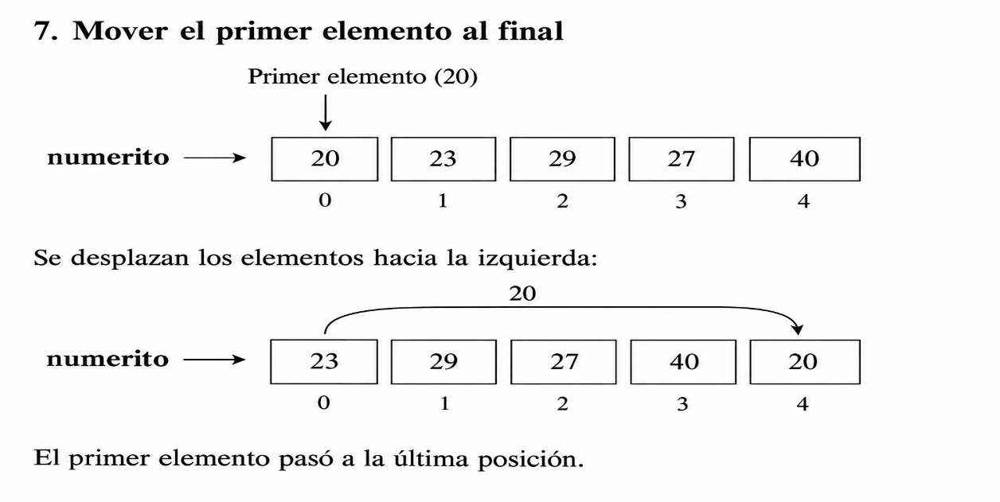 7. Mover el primer elemento al final
Primer elemento (20)
numerito 20 23 29 27 40
0 1 2 3 4
Se desplazan los elementos hacia la izquierda:
20
numerito 23 29 27 40 20
0 1 2 3 4
El primer elemento pasó a la última posición.